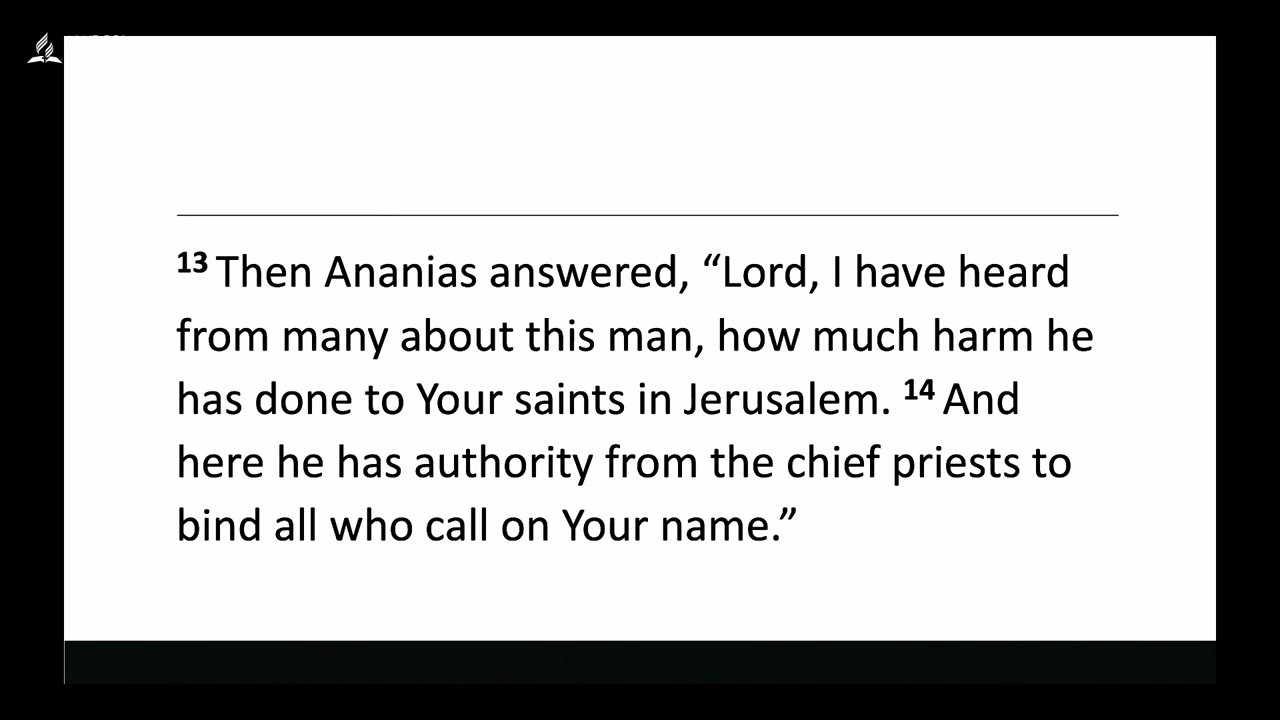 13 Then Ananias answered, “Lord, I have heard
from many about this man, how much harm he
has done to Your saints in Jerusalem. 14 And
here he has authority from the chief priests to
bind all who call on Your name.”